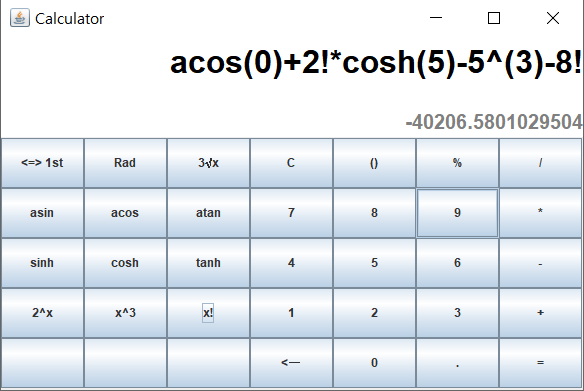 Calculator
acos(0)+2!*cosh(5)-5^(3)-8!
-40206.5801029504
<=> 1st Rad 3√x C () % /
asin acos atan 7 8 9 *
sinh cosh tanh 4 5 6 -
2^x x^3 x! 1 2 3 +
<— 0 . =